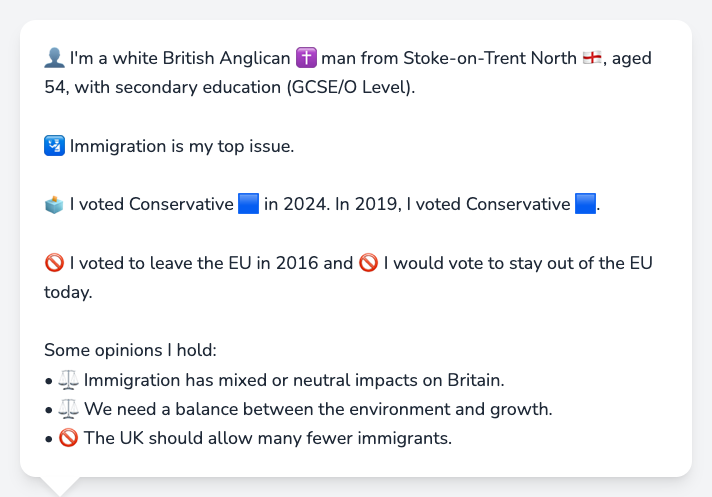 👤 I'm a white British Anglican ✝️ man from Stoke-on-Trent North 🏴󠁧󠁢󠁥󠁮󠁧󠁿, aged
54, with secondary education (GCSE/O Level).
🛂 Immigration is my top issue.
🗳️ I voted Conservative 🟦 in 2024. In 2019, I voted Conservative 🟦.
🚫 I voted to leave the EU in 2016 and 🚫 I would vote to stay out of the EU
today.
Some opinions I hold:
• ⚖️ Immigration has mixed or neutral impacts on Britain.
• ⚖️ We need a balance between the environment and growth.
• 🚫 The UK should allow many fewer immigrants.